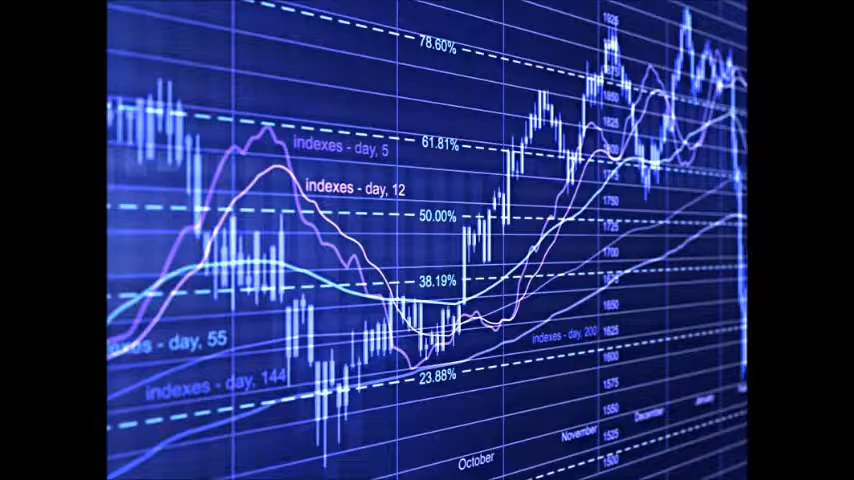 78.60%
indexes - day, 5
61.81%
indexes - day, 12
50.00%
38.19%
indexes - day, 200
indexes - day, 55
indexes - day, 144
23.88%
October
November
December
January
1925
1850
1825
1750
1725
1700
1650
1625
1600
1575
1550
1525
1500